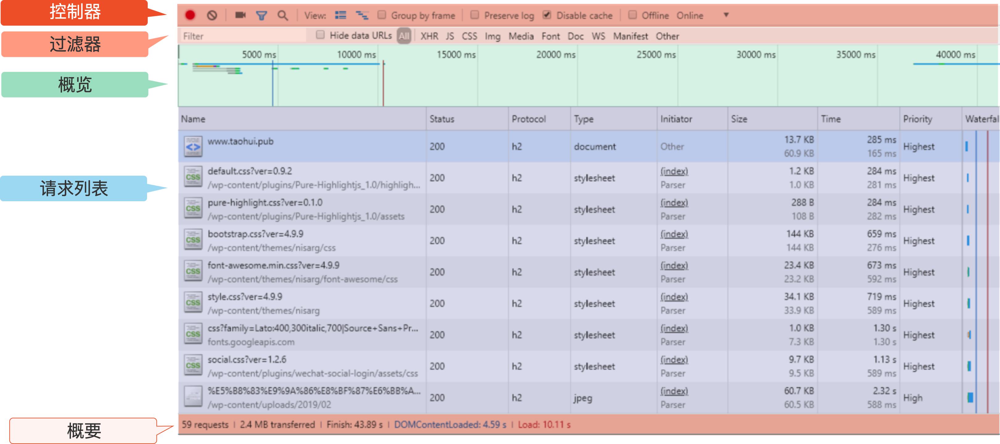 控制器
View: Group by frame Preserve log Disable cache Offline Online
过滤器
Filter Hide data URLs All XHR JS CSS Img Media Font Doc WS Manifest Other
概览
5000 ms 10000 ms 15000 ms 20000 ms 25000 ms 30000 ms 35000 ms 40000 ms
请求列表
Name Status Protocol Type Initiator Size Time Priority Waterfal
www.taohui.pub 200 h2 document Other 13.7 KB 285 ms Highest
60.9 KB 165 ms
default.css?ver=0.9.2 200 h2 stylesheet (index) 1.2 KB 284 ms Highest
/wp-content/plugins/Pure-Highlightjs_1.0/highligh... Parser 1.0 KB 281 ms
pure-highlight.css?ver=0.1.0 200 h2 stylesheet (index) 288 B 284 ms Highest
/wp-content/plugins/Pure-Highlightjs_1.0/assets Parser 108 B 282 ms
bootstrap.css?ver=4.9.9 200 h2 stylesheet (index) 144 KB 659 ms Highest
/wp-content/themes/nisarg/css Parser 144 KB 276 ms
font-awesome.min.css?ver=4.9.9 200 h2 stylesheet (index) 23.4 KB 673 ms Highest
/wp-content/themes/nisarg/font-awesome/css Parser 23.2 KB 592 ms
style.css?ver=4.9.9 200 h2 stylesheet (index) 34.1 KB 719 ms Highest
/wp-content/themes/nisarg Parser 33.9 KB 589 ms
css?family=Lato:400,300italic,700|Source+Sans+Pr... 200 h2 stylesheet (index) 1.0 KB 1.30 s Highest
fonts.googleapis.com Parser 7.3 KB 1.30 s
social.css?ver=1.2.6 200 h2 stylesheet (index) 9.7 KB 1.13 s Highest
/wp-content/plugins/wechat-social-login/assets/css Parser 9.5 KB 589 ms
%E5%B8%83%E9%9A%86%E8%BF%87%E6%BB%A... 200 h2 jpeg (index) 60.7 KB 2.32 s High
/wp-content/uploads/2019/02 Parser 60.5 KB 588 ms
概要
59 requests | 2.4 MB transferred | Finish: 43.89 s | DOMContentLoaded: 4.59 s | Load: 10.11 s